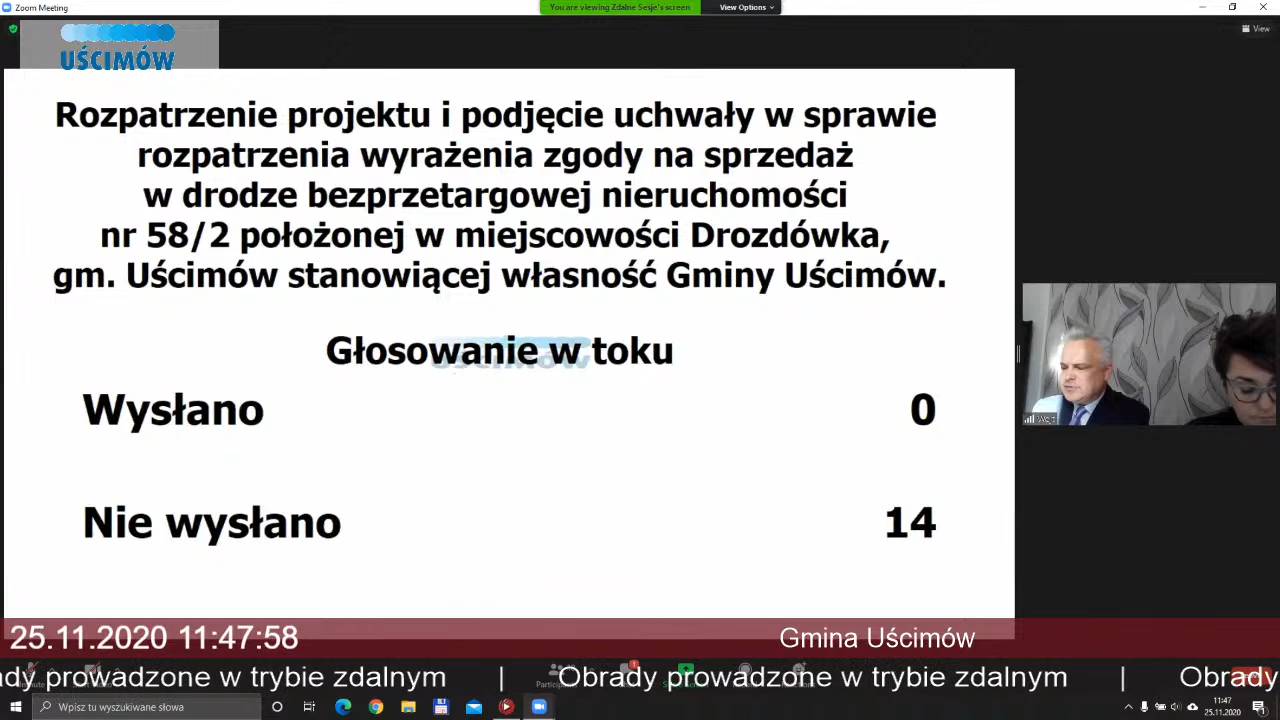 Zoom Meeting
You are viewing Zdalne Sesje's screen
View Options
View
UŚCIMÓW
Rozpatrzenie projektu i podjęcie uchwały w sprawie
rozpatrzenia wyrażenia zgody na sprzedaż
w drodze bezprzetargowej nieruchomości
nr 58/2 położonej w miejscowości Drozdówka,
gm. Uścimów stanowiącej własność Gminy Uścimów.
Głosowanie w toku
Wysłano 0
Nie wysłano 14
25.11.2020 11:47:58
Gmina Uścimów
ady prowadzone w trybie zdalnym | Obrady prowadzone w trybie zdalnym | Obrady
Wpisz tu wyszukiwane słowa
11:47
25.11.2020